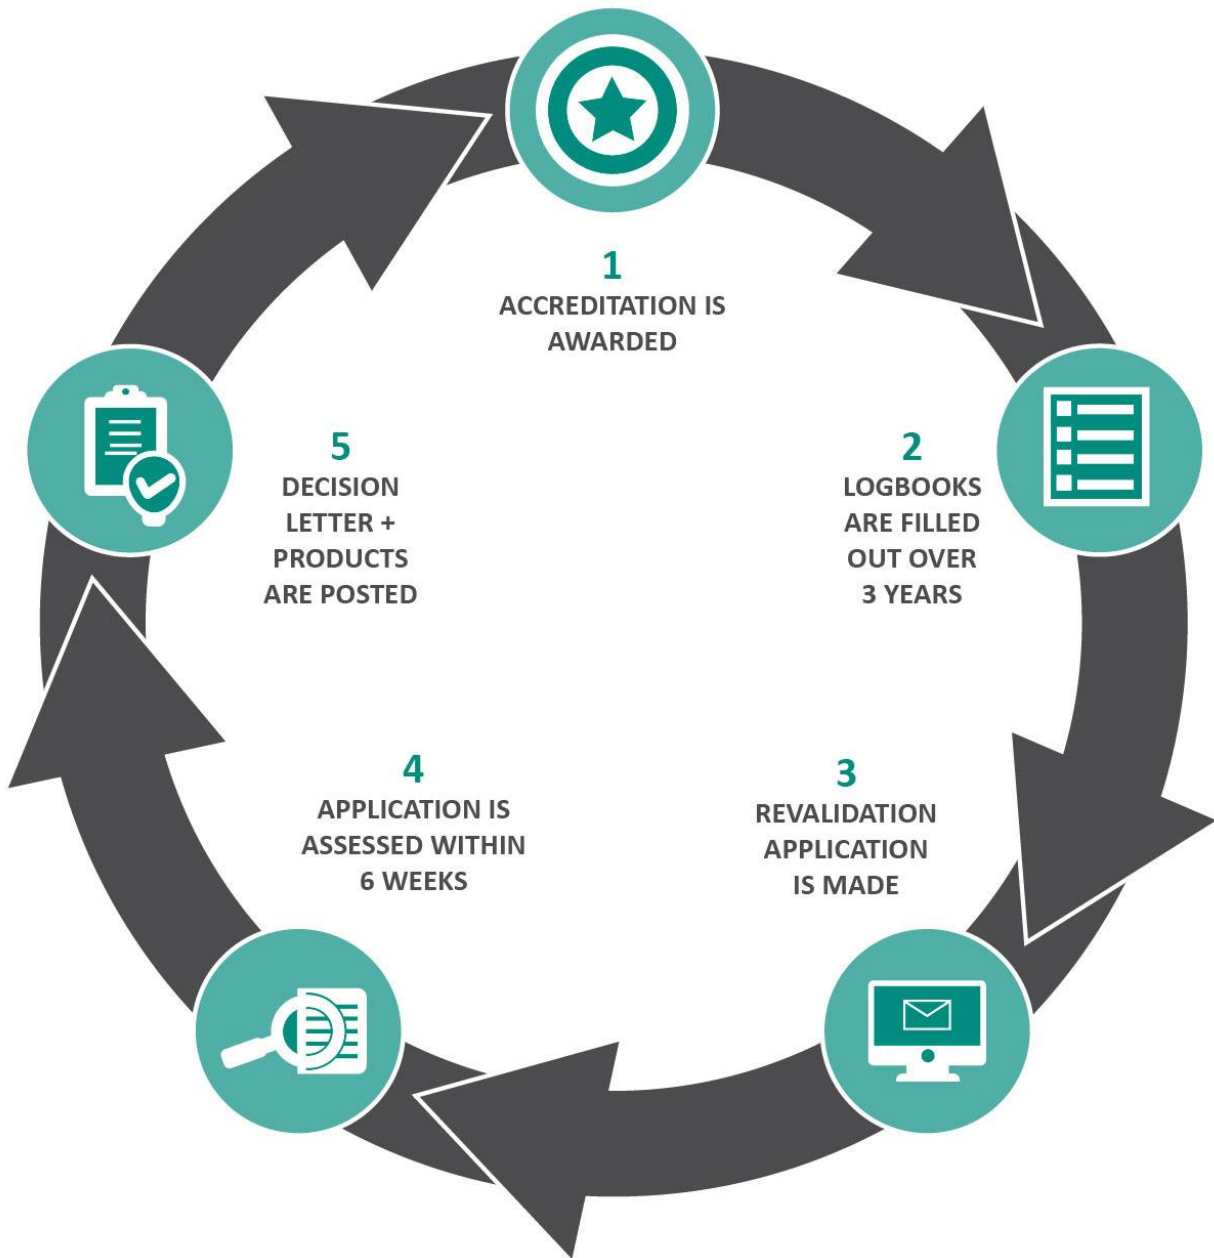 1
ACCREDITATION IS
AWARDED
2
LOGBOOKS
ARE FILLED
OUT OVER
3 YEARS
3
REVALIDATION
APPLICATION
IS MADE
4
APPLICATION IS
ASSESSED WITHIN
6 WEEKS
5
DECISION
LETTER +
PRODUCTS
ARE POSTED